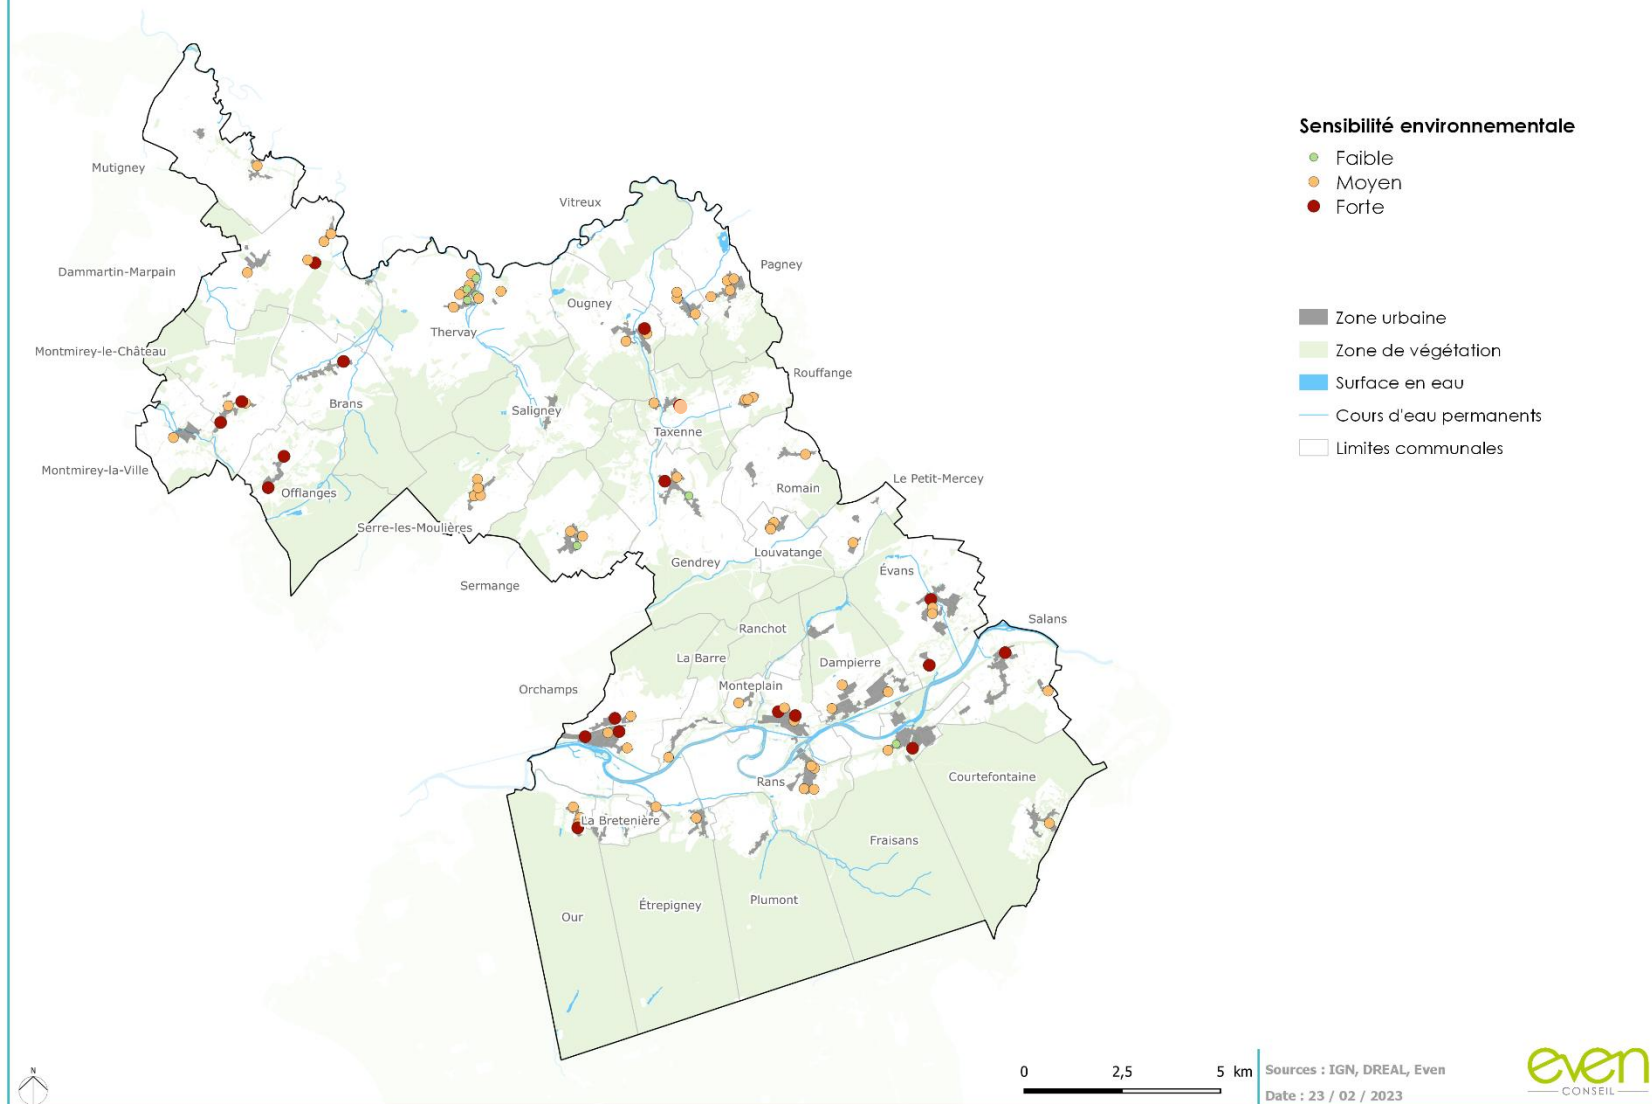 Sensibilité environnementale
Faible
Moyen
Forte
Zone urbaine
Zone de végétation
Surface en eau
Cours d'eau permanents
Limites communales
Mutigney
Vitreux
Dammartin-Marpain
Pagney
Ougney
Thervay
Montmirey-le-Château
Rouffange
Brans
Saligney
Taxenne
Montmirey-la-Ville
Offlanges
Romain
Le Petit-Mercey
Serre-les-Moulières
Louvatange
Gendrey
Sermange
Évans
Salans
Ranchot
La Barre
Dampierre
Orchamps
Monteplain
Courtefontaine
Rans
La Bretenière
Fraisans
Plumont
Étrepigney
Our
N
0 2,5 5 km
Sources : IGN, DREAL, Even
Date : 23 / 02 / 2023
even
CONSEIL